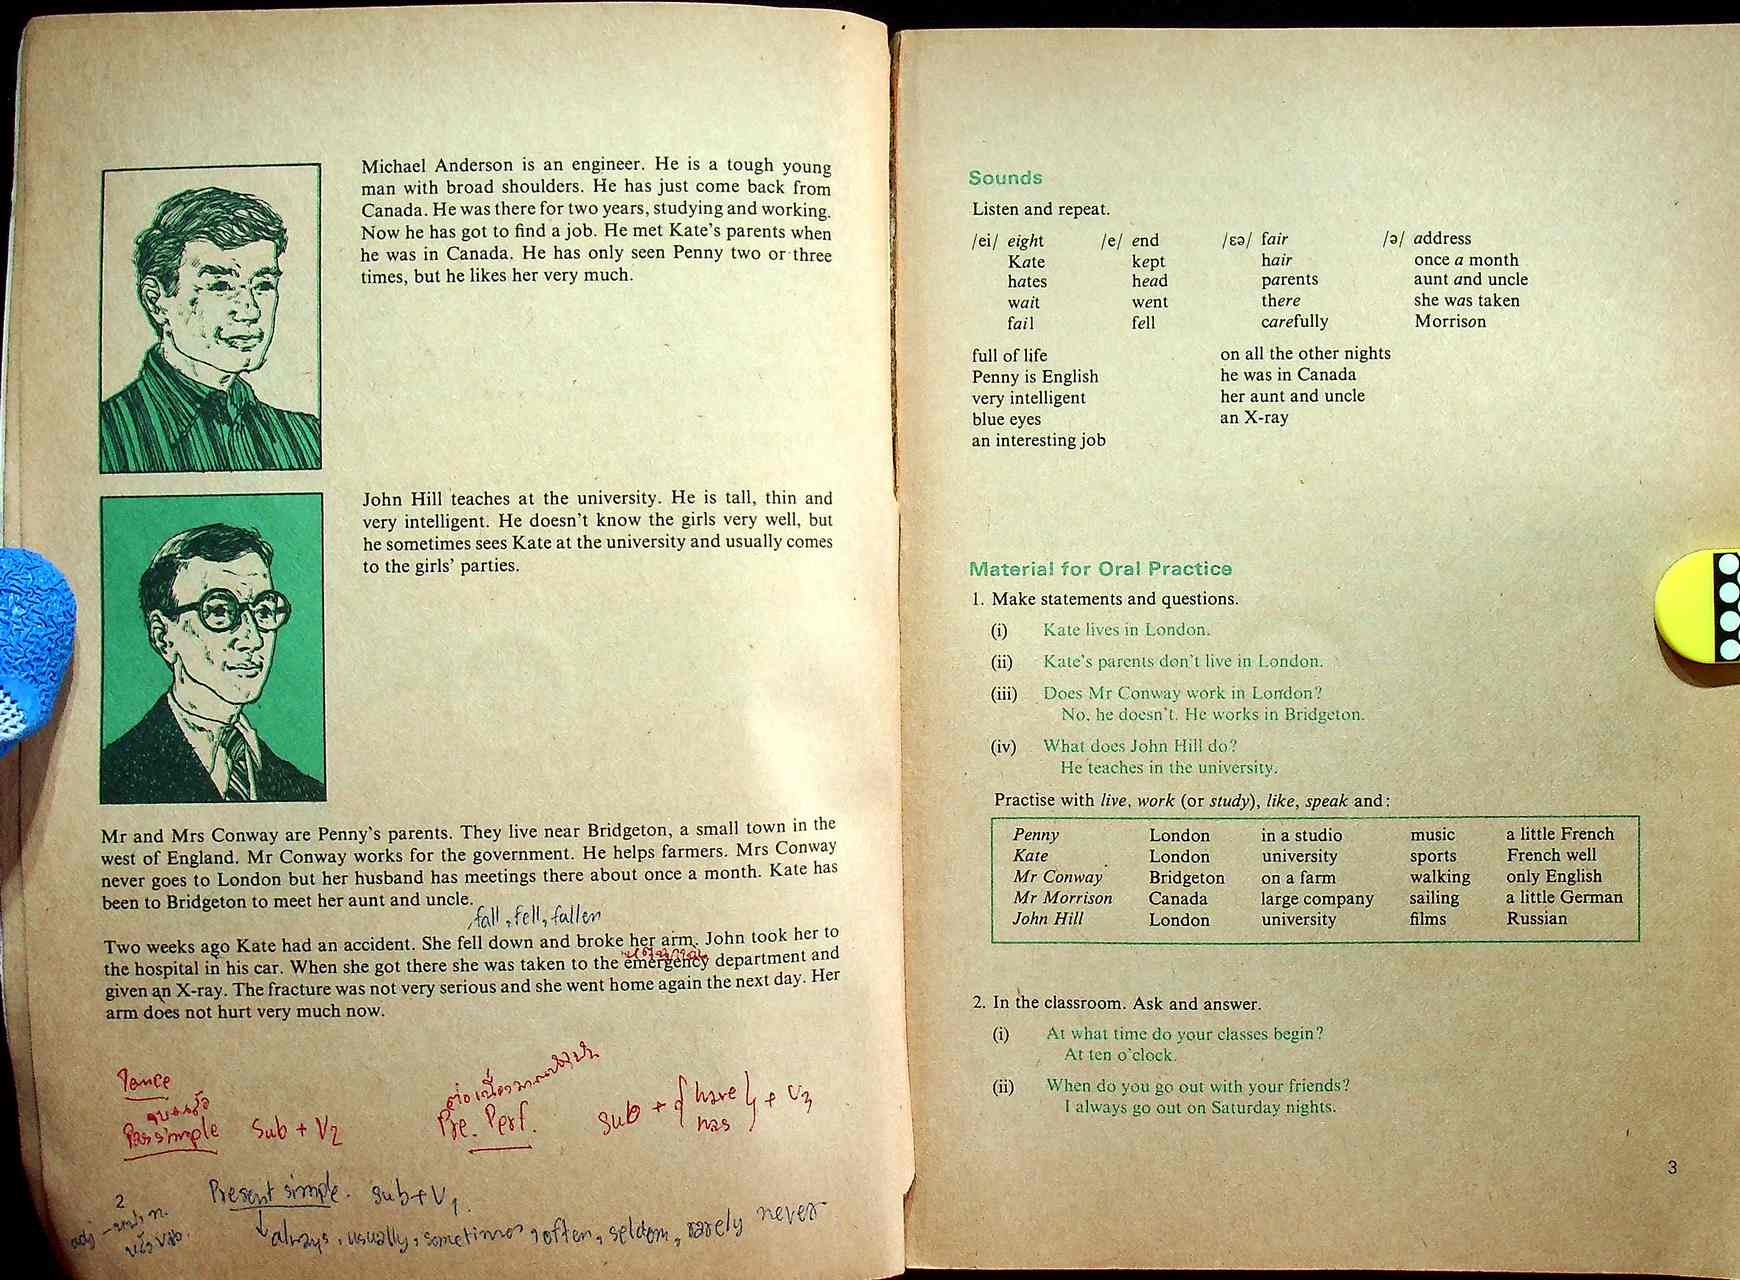 Michael Anderson is an engineer. He is a tough young
man with broad shoulders. He has just come back from
Canada. He was there for two years, studying and working.
Now he has got to find a job. He met Kate's parents when
he was in Canada. He has only seen Penny two or three
times, but he likes her very much.
John Hill teaches at the university. He is tall, thin and
very intelligent. He doesn't know the girls very well, but
he sometimes sees Kate at the university and usually comes
to the girls' parties.
Mr and Mrs Conway are Penny's parents. They live near Bridgeton, a small town in the
west of England. Mr Conway works for the government. He helps farmers. Mrs Conway
never goes to London but her husband has meetings there about once a month. Kate has
been to Bridgeton to meet her aunt and uncle.
fall, fell, fallen
Two weeks ago Kate had an accident. She fell down and broke her arm. John took her to
the hospital in his car. When she got there she was taken to the emergency department and
given an X-ray. The fracture was not very serious and she went home again the next day. Her
arm does not hurt very much now.
Tence
Pas simple Sub + V2
Pre. Perf. Sub + { have has } + V3
2
Present simple. Sub + V1.
adj n.
always, usually, sometimes, often, seldom, rarely never
Sounds
Listen and repeat.
/ei/ eight /e/ end /ɛə/ fair /ə/ address
Kate kept hair once a month
hates head parents aunt and uncle
wait went there she was taken
fail fell carefully Morrison
full of life on all the other nights
Penny is English he was in Canada
very intelligent her aunt and uncle
blue eyes an X-ray
an interesting job
Material for Oral Practice
1. Make statements and questions.
(i) Kate lives in London.
(ii) Kate's parents don't live in London.
(iii) Does Mr Conway work in London?
No, he doesn't. He works in Bridgeton.
(iv) What does John Hill do?
He teaches in the university.
Practise with live, work (or study), like, speak and:
Penny London in a studio music a little French
Kate London university sports French well
Mr Conway Bridgeton on a farm walking only English
Mr Morrison Canada large company sailing a little German
John Hill London university films Russian
2. In the classroom. Ask and answer.
(i) At what time do your classes begin?
At ten o'clock.
(ii) When do you go out with your friends?
I always go out on Saturday nights.
3